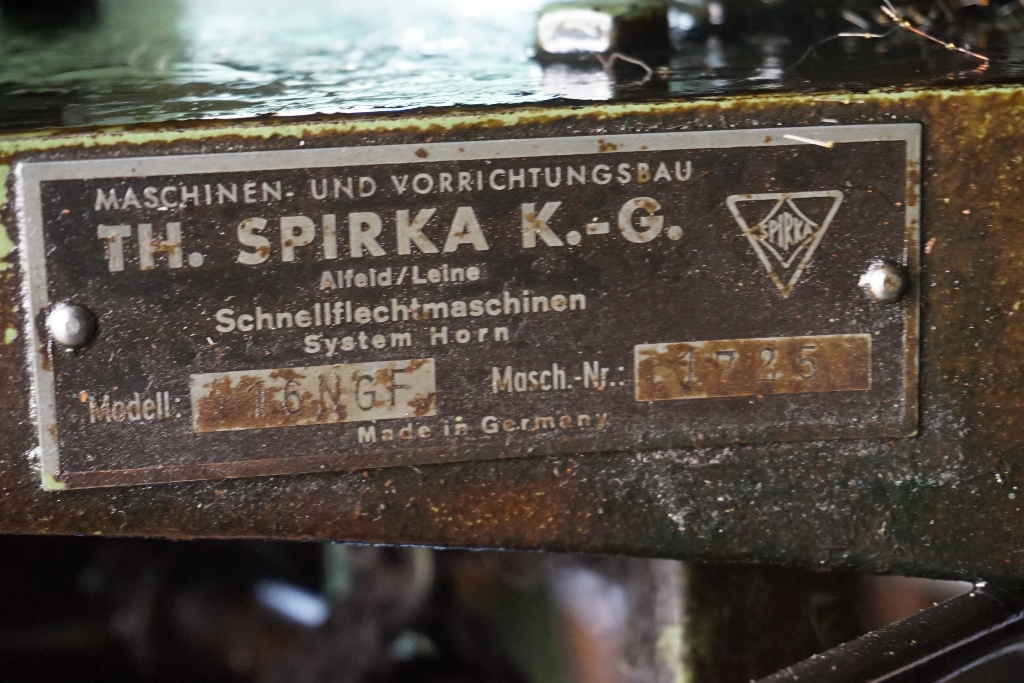 MASCHINEN- UND VORRICHTUNGSBAU
TH. SPIRKA K.-G.
SPIRKA
Alfeld/Leine
Schnellflechtmaschinen
System Horn
Modell: 16NGF Masch.-Nr.: 1725
Made in Germany